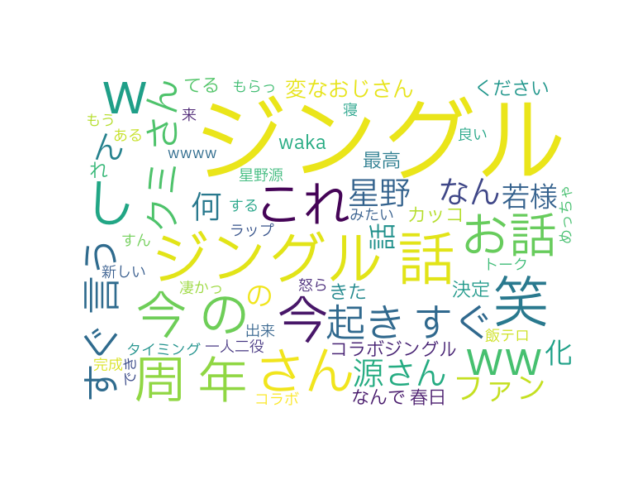 ジングル
w
さん
てる
もらっ
変なおじさん
ください
もう
ある
来
寝
waka
良い
ん
wwww
最高
れ
クミ
星野源
し
何
する
これ
星野
なん
若様
みたい
カッコ
めっちゃ
ラップ
話
お話
すん
ジングル
話
トーク
新しい
言う
凄かっ
の
怒ら
きた
決定
笑
今の
今
起き
すぐ
出来
飯テロ
タイミング
一人二役
コラボジングル
ww
化
すぐ
完成
でき
周年
さん
源さん
ファン
コラボ
なんで
春日